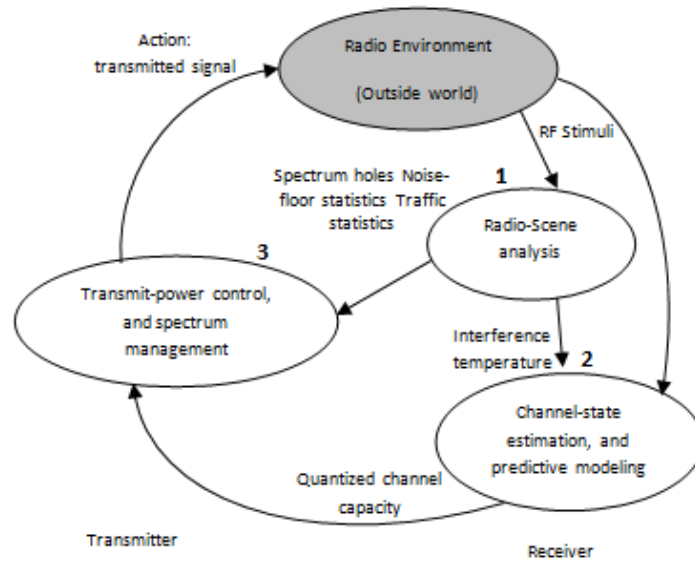 Action:
transmitted signal
Radio Environment
(Outside world)
RF Stimuli
Spectrum holes Noise-
floor statistics Traffic
statistics
1
Radio-Scene
analysis
3
Transmit-power control,
and spectrum
management
Interference
temperature
2
Channel-state
estimation, and
predictive modeling
Quantized channel
capacity
Transmitter
Receiver